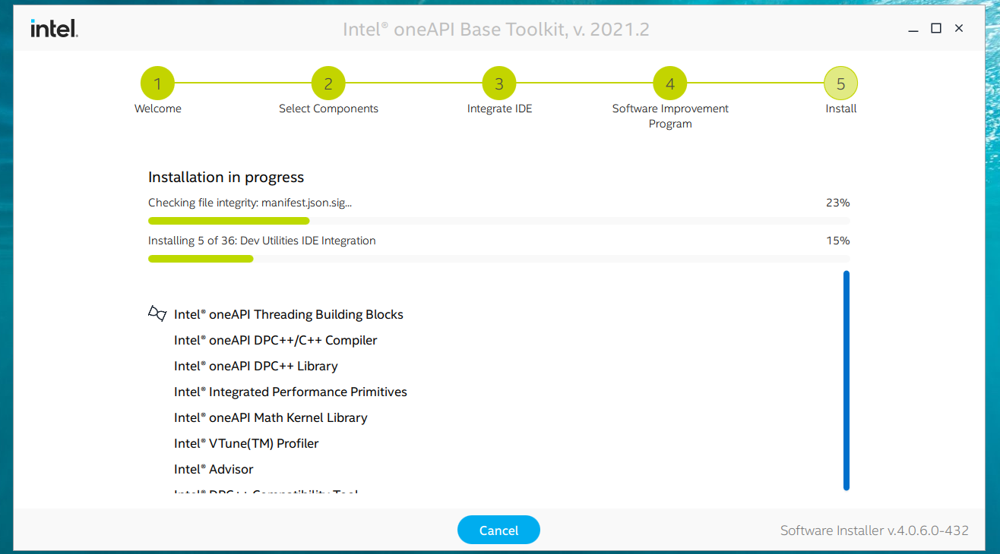 intel.
Intel® oneAPI Base Toolkit, v. 2021.2
1
2
3
4
5
Welcome
Select Components
Integrate IDE
Software Improvement
Program
Install
Installation in progress
Checking file integrity: manifest.json.sig...
23%
Installing 5 of 36: Dev Utilities IDE Integration
15%
Intel® oneAPI Threading Building Blocks
Intel® oneAPI DPC++/C++ Compiler
Intel® oneAPI DPC++ Library
Intel® Integrated Performance Primitives
Intel® oneAPI Math Kernel Library
Intel® VTune(TM) Profiler
Intel® Advisor
Intel® DPC++ Compatibility Tool
Cancel
Software Installer v.4.0.6.0-432